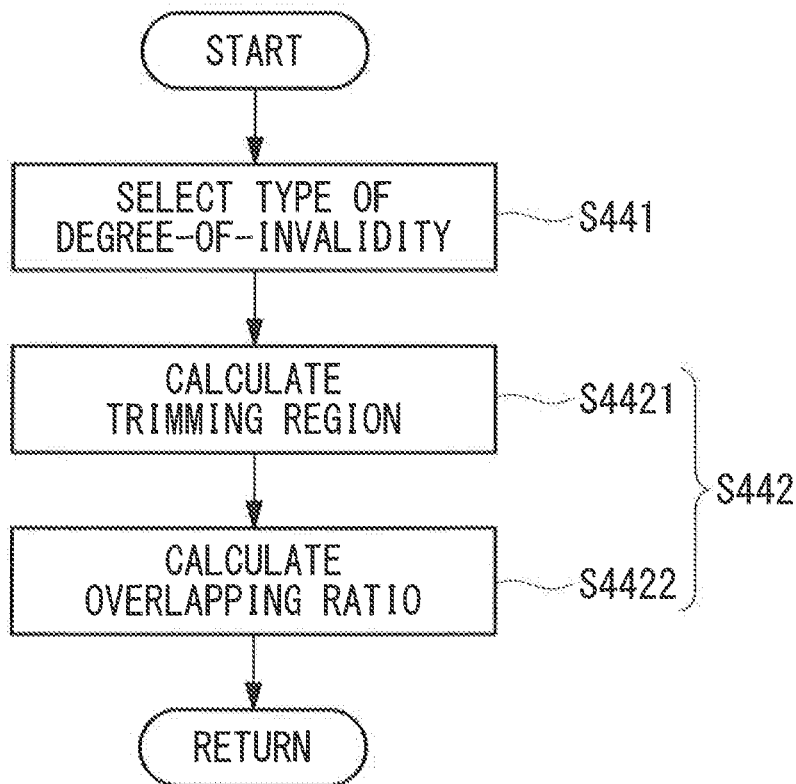 START
SELECT TYPE OF
DEGREE-OF-INVALIDITY
S441
CALCULATE
TRIMMING REGION
S4421
S442
CALCULATE
OVERLAPPING RATIO
S4422
RETURN